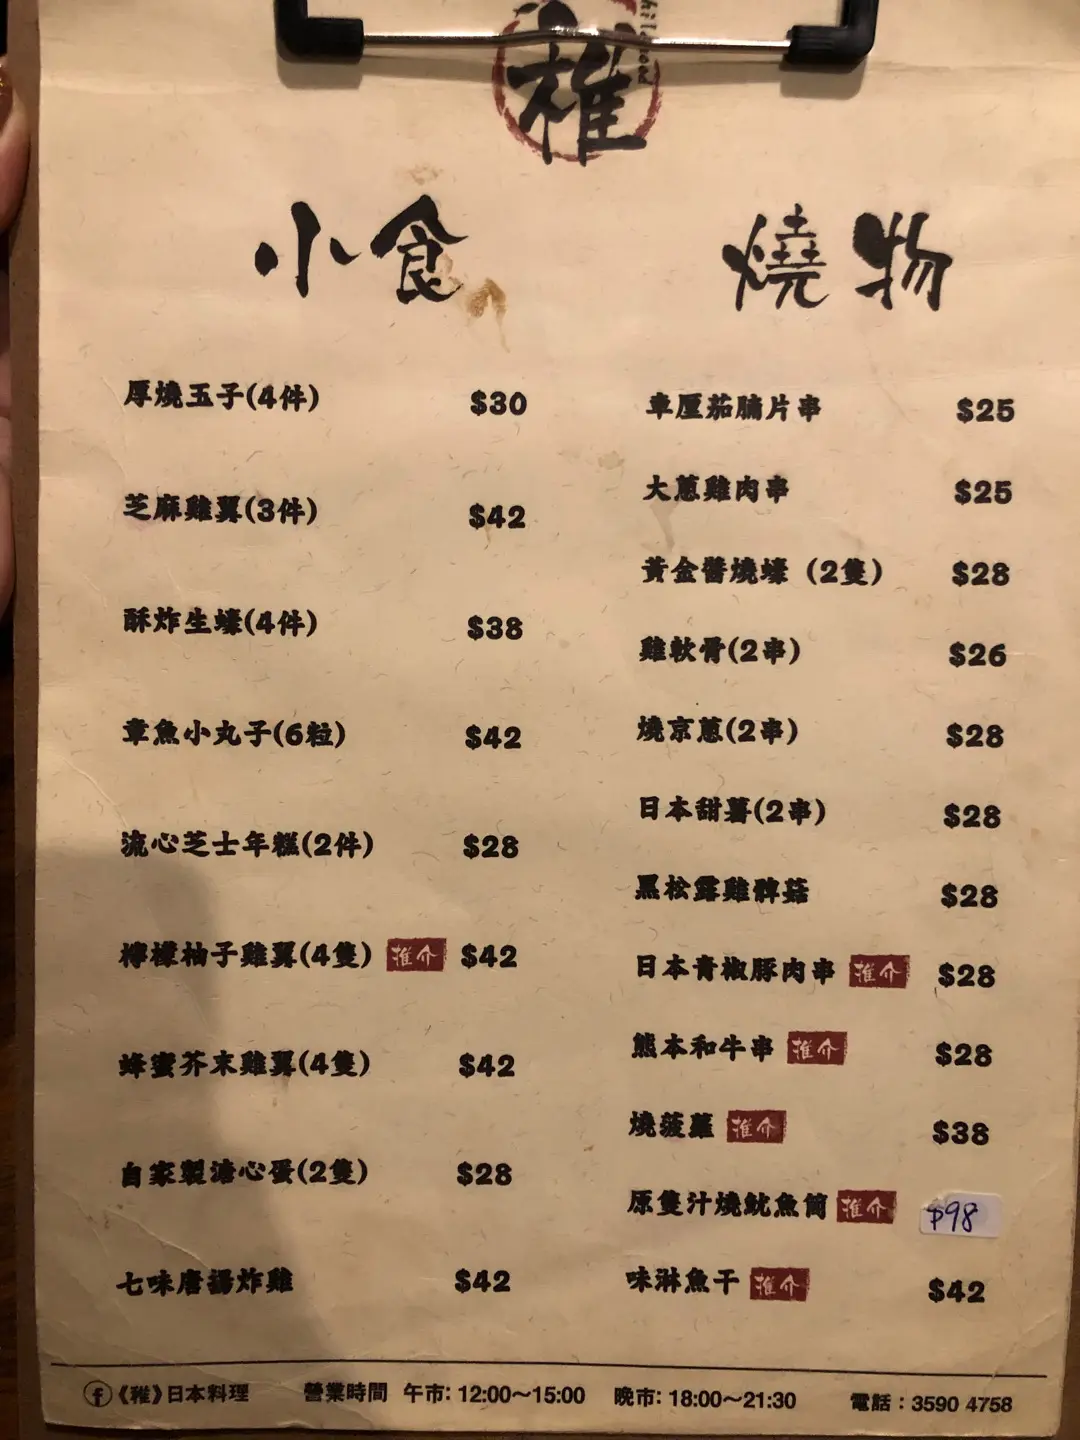 稚
小食
厚燒玉子(4件) $30
芝麻雞翼(3件) $42
酥炸生蠔(4件) $38
章魚小丸子(6粒) $42
流心芝士年糕(2件) $28
檸檬柚子雞翼(4隻) 推介 $42
蜂蜜芥末雞翼(4隻) $42
自家製溏心蛋(2隻) $28
七味唐揚炸雞 $42
燒物
車厘茄腩片串 $25
大蔥雞肉串 $25
黃金醬燒蠔 (2隻) $28
雞軟骨(2串) $26
燒京蔥(2串) $28
日本甜薯(2串) $28
黑松露雞髀菇 $28
日本青椒豚肉串 推介 $28
熊本和牛串 推介 $28
燒菠蘿 推介 $38
原隻汁燒魷魚筒 推介 $98
味淋魚干 推介 $42
《稚》日本料理 營業時間 午市: 12:00～15:00 晚市: 18:00～21:30 電話：3590 4758